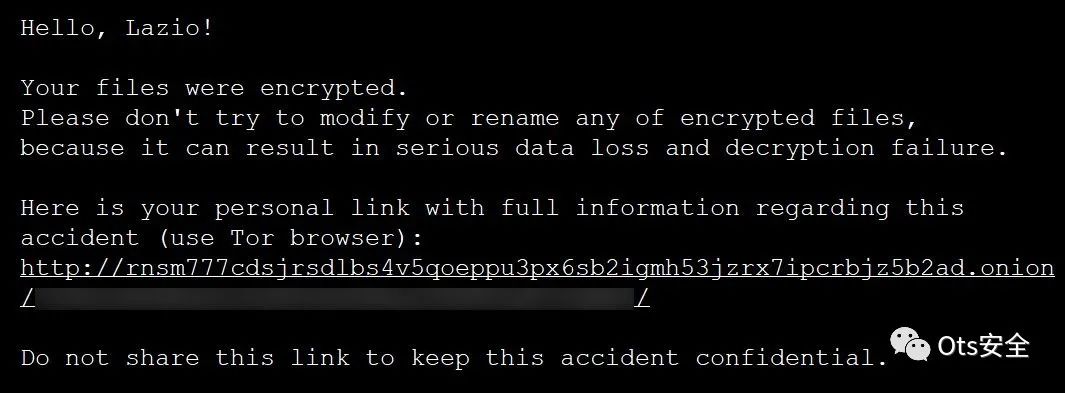 Hello, Lazio!
Your files were encrypted.
Please don't try to modify or rename any of encrypted files,
because it can result in serious data loss and decryption failure.
Here is your personal link with full information regarding this
accident (use Tor browser):
http://rnsm777cdsjrsdlbs4v5qoeppu3px6sb2igmh53jzrx7ipcrbjz5b2ad.onion
/ /
Do not share this link to keep this accident confidential.
Ots安全